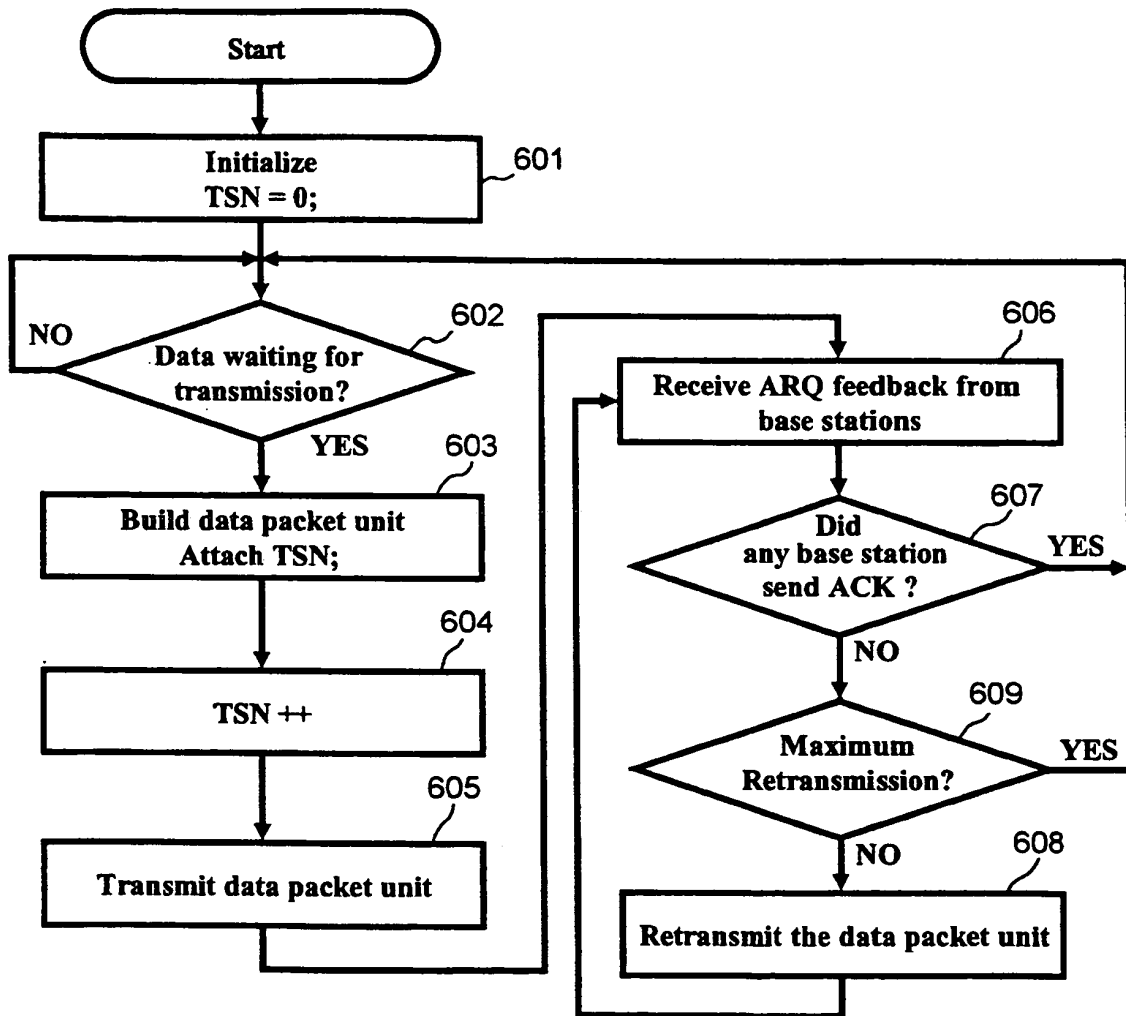 Start
601
Initialize
TSN = 0;
602
NO
Data waiting for
transmission?
YES
603
Build data packet unit
Attach TSN;
604
TSN ++
605
Transmit data packet unit
606
Receive ARQ feedback from
base stations
607
Did
any base station
send ACK ?
YES
NO
609
Maximum
Retransmission?
YES
NO
608
Retransmit the data packet unit